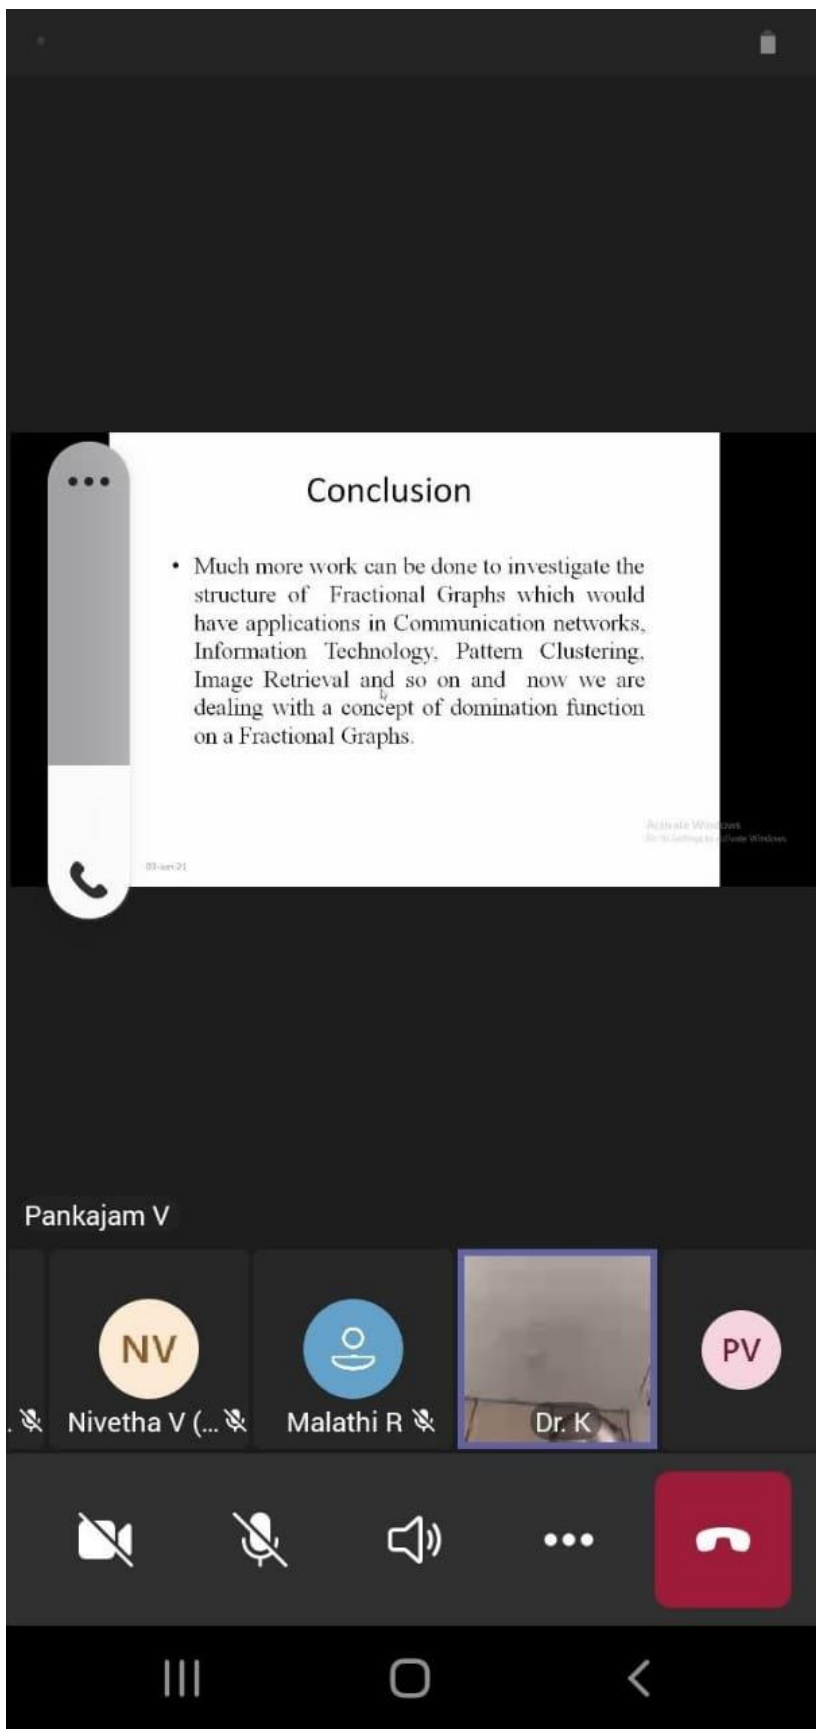 Conclusion
• Much more work can be done to investigate the
structure of Fractional Graphs which would
have applications in Communication networks,
Information Technology, Pattern Clustering,
Image Retrieval and so on and now we are
dealing with a concept of domination function
on a Fractional Graphs.
Activate Windows
Pankajam V
NV
PV
Nivetha V (...
Malathi R
Dr. K